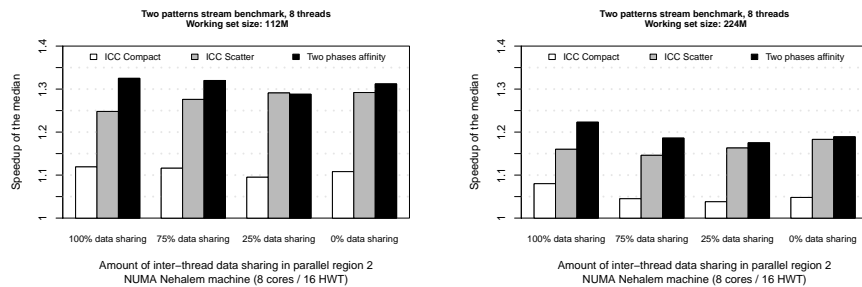 Two patterns stream benchmark, 8 threads
Working set size: 112M
ICC Compact ICC Scatter Two phases affinity
Speedup of the median
1.4
1.3
1.2
1.1
1
100% data sharing 75% data sharing 25% data sharing 0% data sharing
Amount of inter−thread data sharing in parallel region 2
NUMA Nehalem machine (8 cores / 16 HWT)
Two patterns stream benchmark, 8 threads
Working set size: 224M
ICC Compact ICC Scatter Two phases affinity
Speedup of the median
1.4
1.3
1.2
1.1
1
100% data sharing 75% data sharing 25% data sharing 0% data sharing
Amount of inter−thread data sharing in parallel region 2
NUMA Nehalem machine (8 cores / 16 HWT)